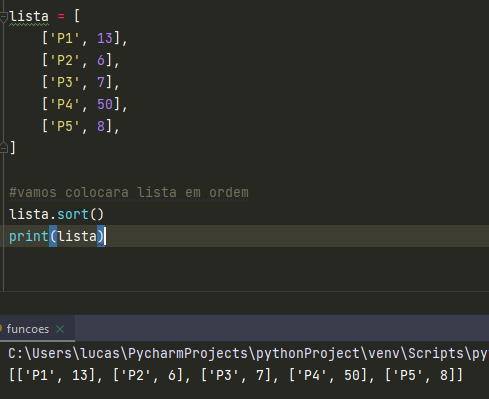 lista = [
['P1', 13],
['P2', 6],
['P3', 7],
['P4', 50],
['P5', 8],
]
#vamos colocara lista em ordem
lista.sort()
print(lista)
funcoes ×
C:\Users\lucas\PycharmProjects\pythonProject\venv\Scripts\py
[['P1', 13], ['P2', 6], ['P3', 7], ['P4', 50], ['P5', 8]]